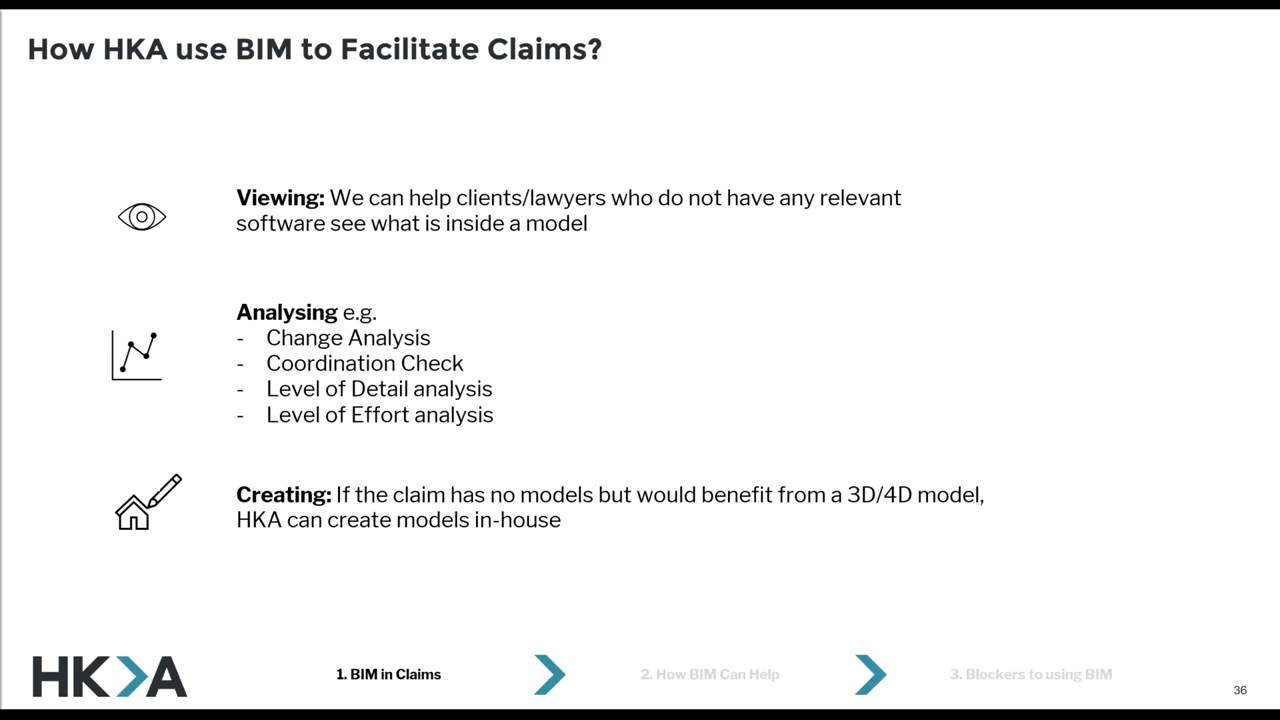 How HKA use BIM to Facilitate Claims?
Viewing: We can help clients/lawyers who do not have any relevant
software see what is inside a model
Analysing e.g.
- Change Analysis
- Coordination Check
- Level of Detail analysis
- Level of Effort analysis
Creating: If the claim has no models but would benefit from a 3D/4D model,
HKA can create models in-house
HKA
1. BIM in Claims
2. How BIM Can Help
3. Blockers to using BIM
36